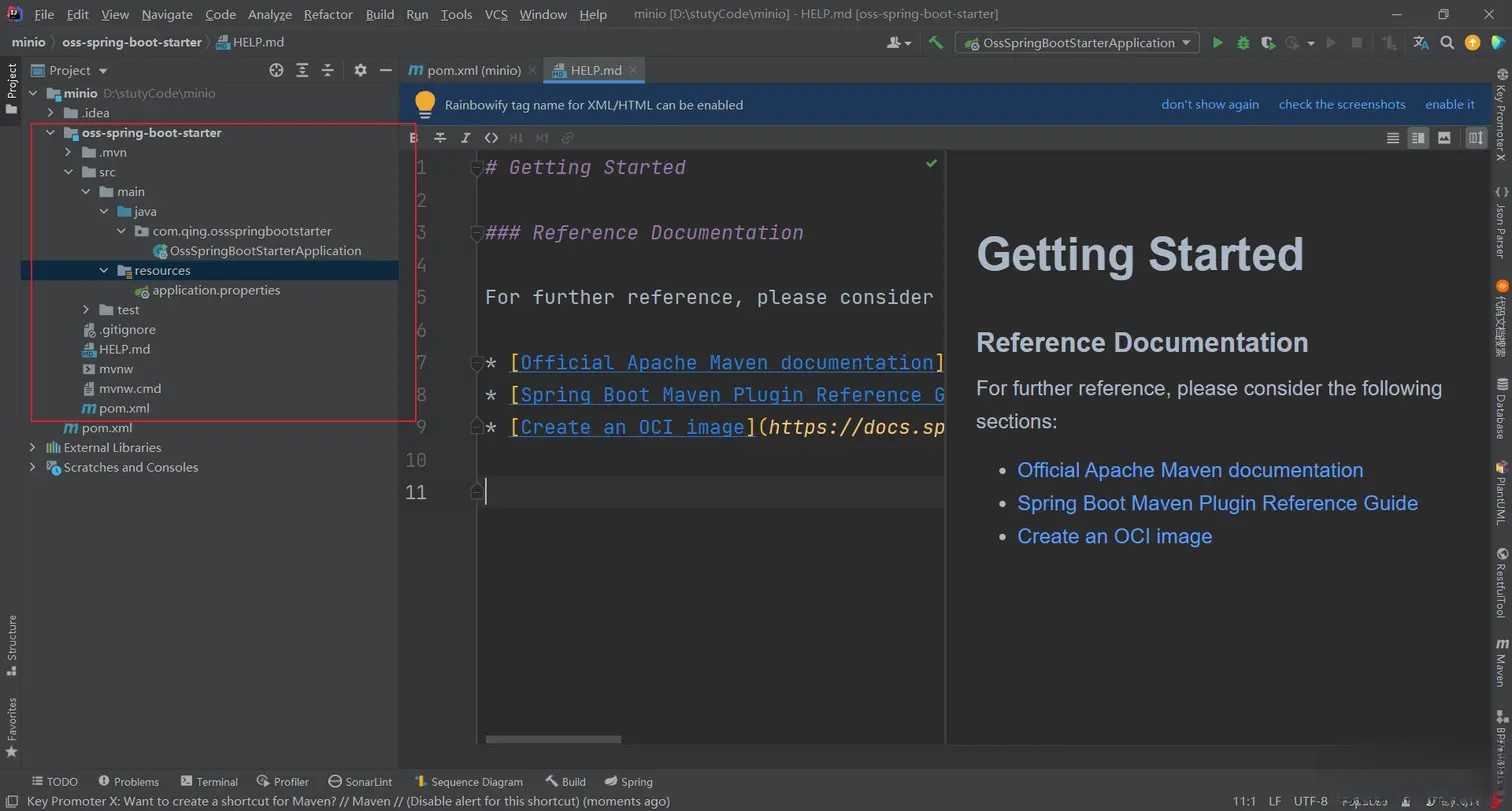 File Edit View Navigate Code Analyze Refactor Build Run Tools VCS Window Help minio [D:\stutyCode\minio] - HELP.md [oss-spring-boot-starter]
minio oss-spring-boot-starter HELP.md OssSpringBootStarterApplication
Project pom.xml (minio) HELP.md
Project
minio D:\stutyCode\minio
.idea
oss-spring-boot-starter
.mvn
src
main
java
com.qing.ossspringbootstarter
OssSpringBootStarterApplication
resources
application.properties
test
.gitignore
HELP.md
mvnw
mvnw.cmd
pom.xml
pom.xml
External Libraries
Scratches and Consoles
Structure
Favorites
Rainbowify tag name for XML/HTML can be enabled don't show again check the screenshots enable it
1 # Getting Started
2
3 ### Reference Documentation
4
5 For further reference, please consider
6
7 * [Official Apache Maven documentation]
8 * [Spring Boot Maven Plugin Reference G
9 * [Create an OCI image](https://docs.sp
10
11
Getting Started
Reference Documentation
For further reference, please consider the following
sections:
• Official Apache Maven documentation
• Spring Boot Maven Plugin Reference Guide
• Create an OCI image
Key Promoter X
Json Parser
Database
PlantUML
RestfulTool
Maven
TODO Problems Terminal Profiler SonarLint Sequence Diagram Build Spring
Key Promoter X: Want to create a shortcut for Maven? // Maven // (Disable alert for this shortcut) (moments ago) 11:1 LF UTF-8